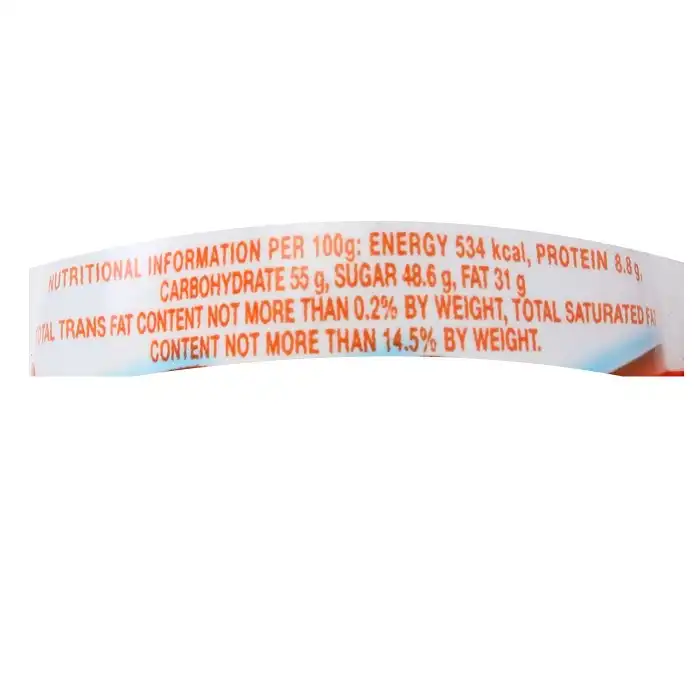 NUTRITIONAL INFORMATION PER 100g: ENERGY 534 kcal, PROTEIN 8.8g,
CARBOHYDRATE 55 g, SUGAR 48.6 g, FAT 31 g
TOTAL TRANS FAT CONTENT NOT MORE THAN 0.2% BY WEIGHT, TOTAL SATURATED FAT
CONTENT NOT MORE THAN 14.5% BY WEIGHT.